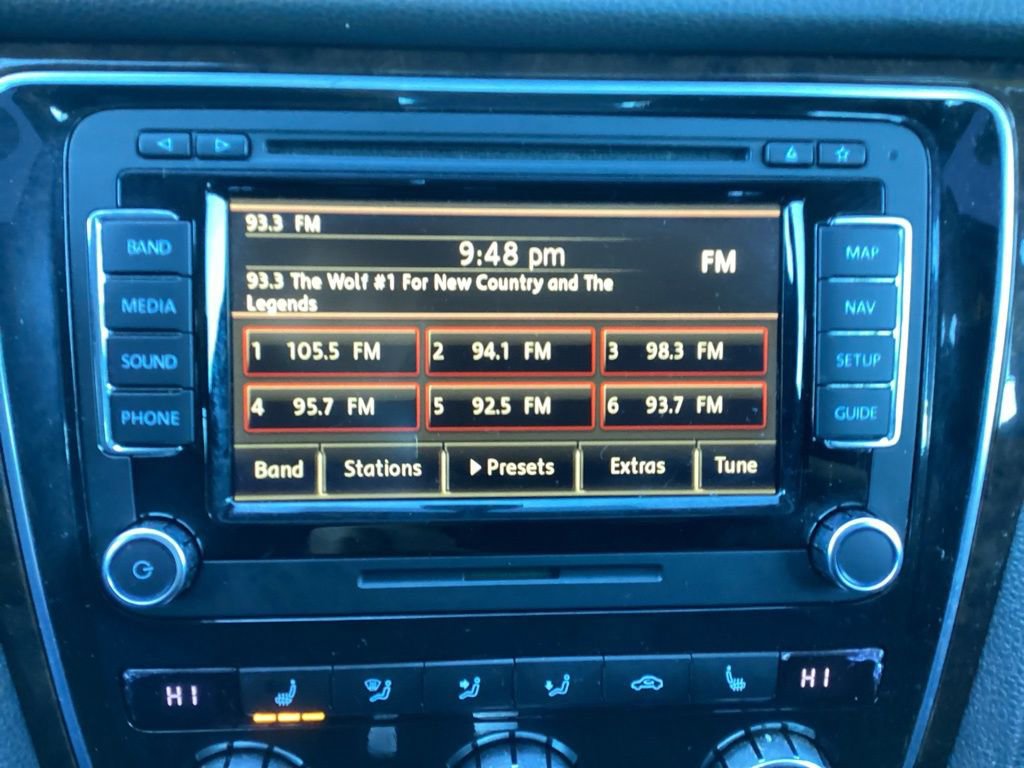 93.3 FM
9:48 pm
FM
93.3 The Wolf #1 For New Country and The
Legends
1 105.5 FM
2 94.1 FM
3 98.3 FM
4 95.7 FM
5 92.5 FM
6 93.7 FM
Band
Stations
Presets
Extras
Tune
BAND
MEDIA
SOUND
PHONE
MAP
NAV
SETUP
GUIDE
HI
HI